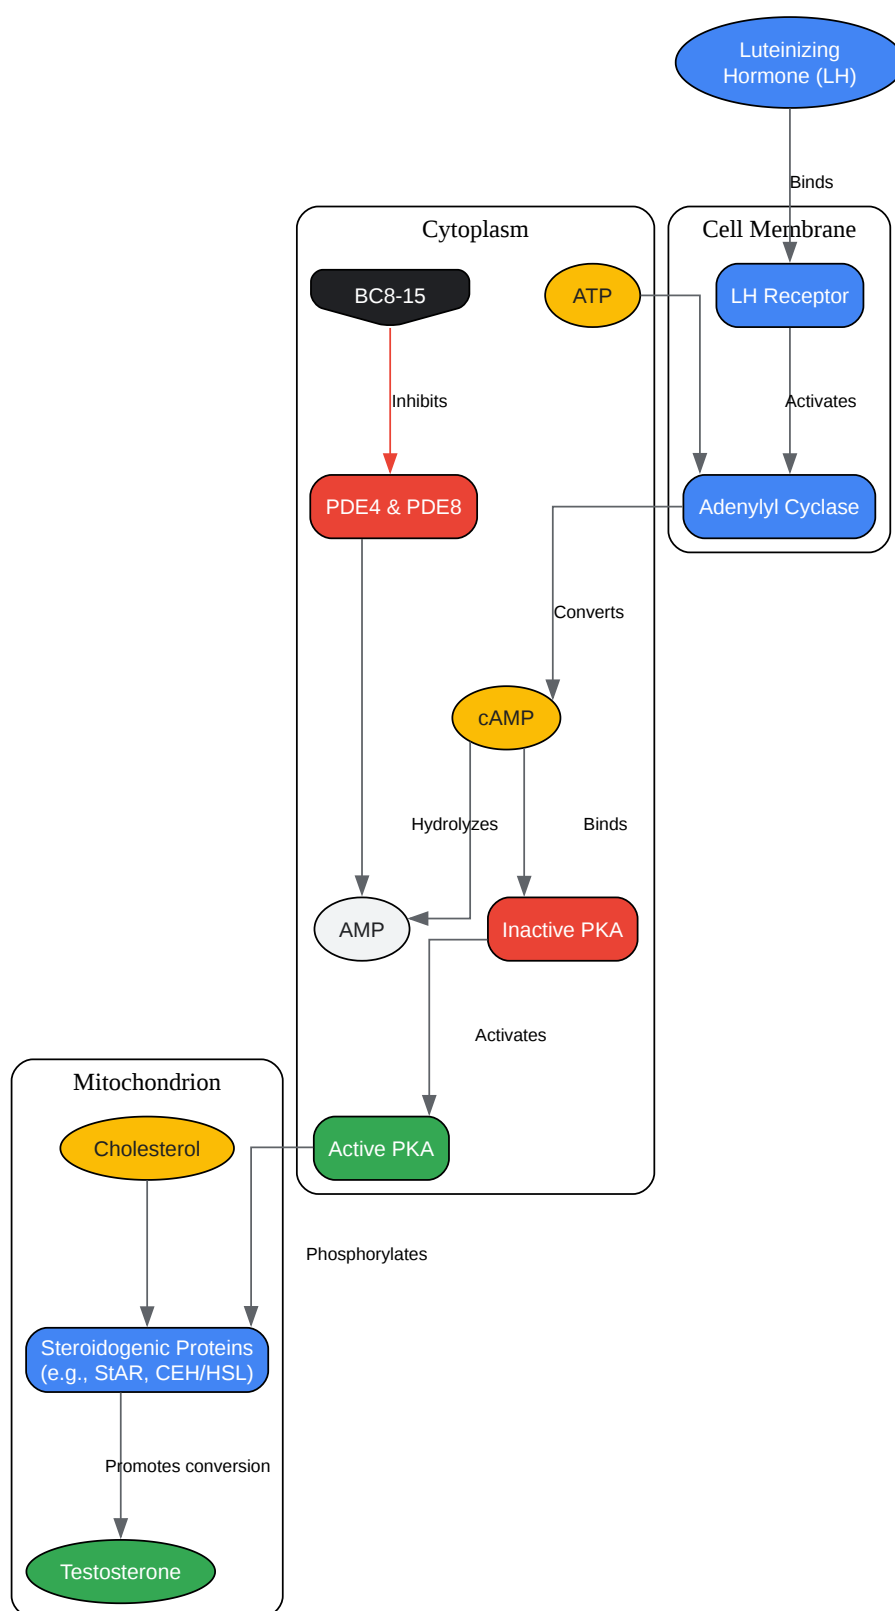 Luteinizing
Hormone (LH)
Binds
Cytoplasm
Cell Membrane
BC8-15
ATP
LH Receptor
Inhibits
Activates
PDE4 & PDE8
Adenylyl Cyclase
Converts
cAMP
Hydrolyzes
Binds
AMP
Inactive PKA
Activates
Mitochondrion
Cholesterol
Active PKA
Phosphorylates
Steroidogenic Proteins
(e.g., StAR, CEH/HSL)
Promotes conversion
Testosterone